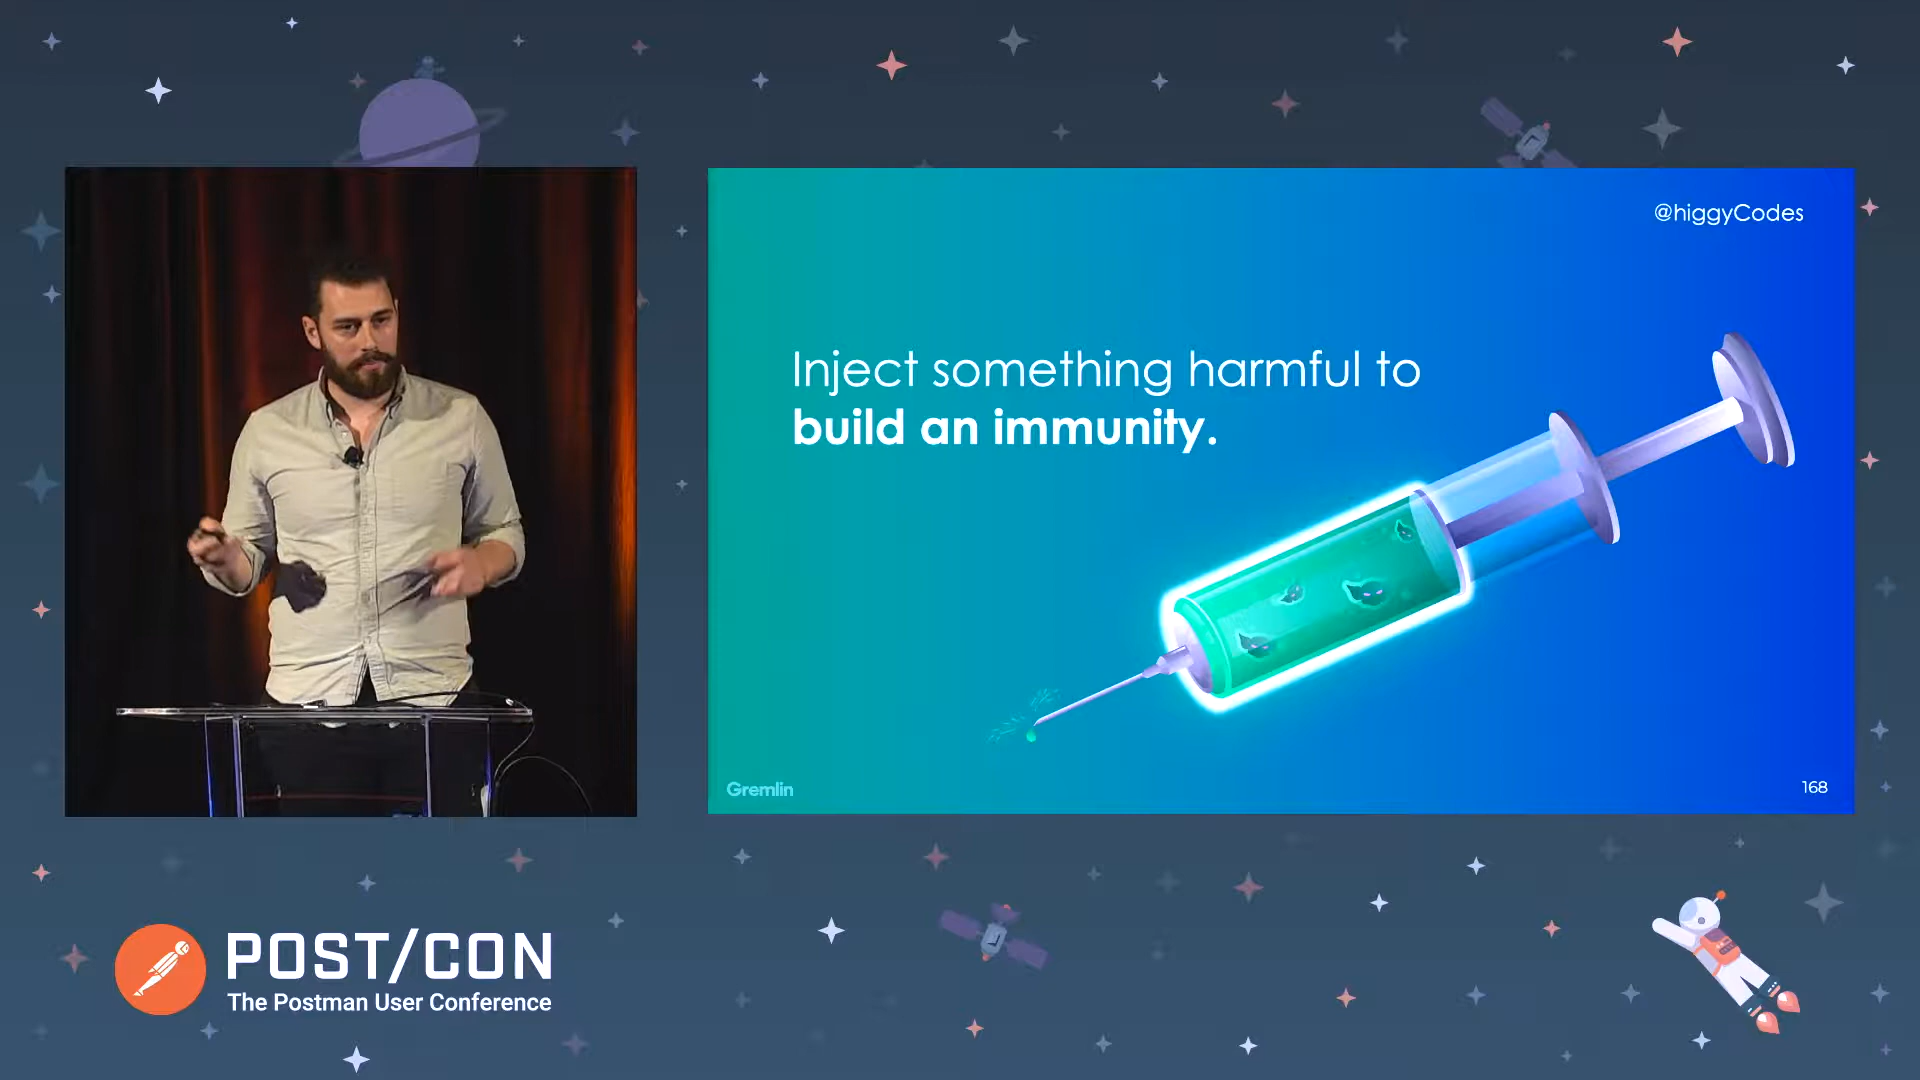 @higgyCodes
Inject something harmful to
build an immunity.
Gremlin
168
POST/CON
The Postman User Conference